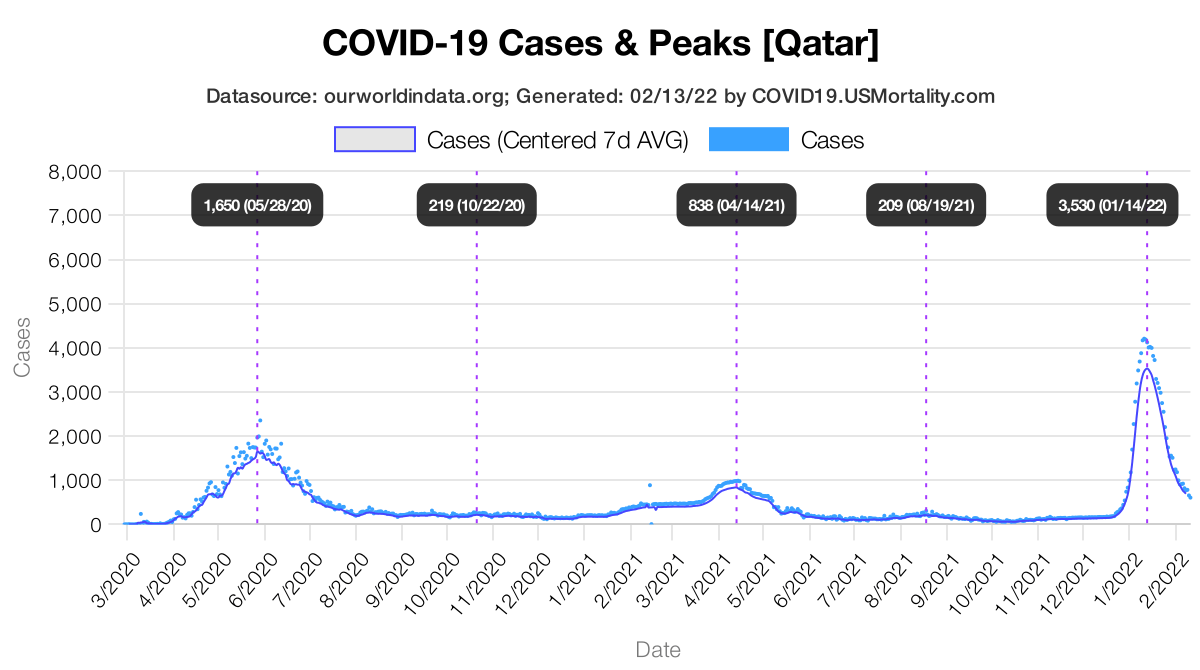 COVID-19 Cases & Peaks [Qatar]
Datasource: ourworldindata.org; Generated: 02/13/22 by COVID19.USMortality.com
Cases (Centered 7d AVG) Cases
8,000
1,650 (05/28/20) 219 (10/22/20) 838 (04/14/21) 209 (08/19/21) 3,530 (01/14/22)
7,000
6,000
5,000
4,000
3,000
2,000
1,000
0
Cases
3/2020 4/2020 5/2020 6/2020 7/2020 8/2020 9/2020 10/2020 11/2020 12/2020 1/2021 2/2021 3/2021 4/2021 5/2021 6/2021 7/2021 8/2021 9/2021 10/2021 11/2021 12/2021 1/2022 2/2022
Date